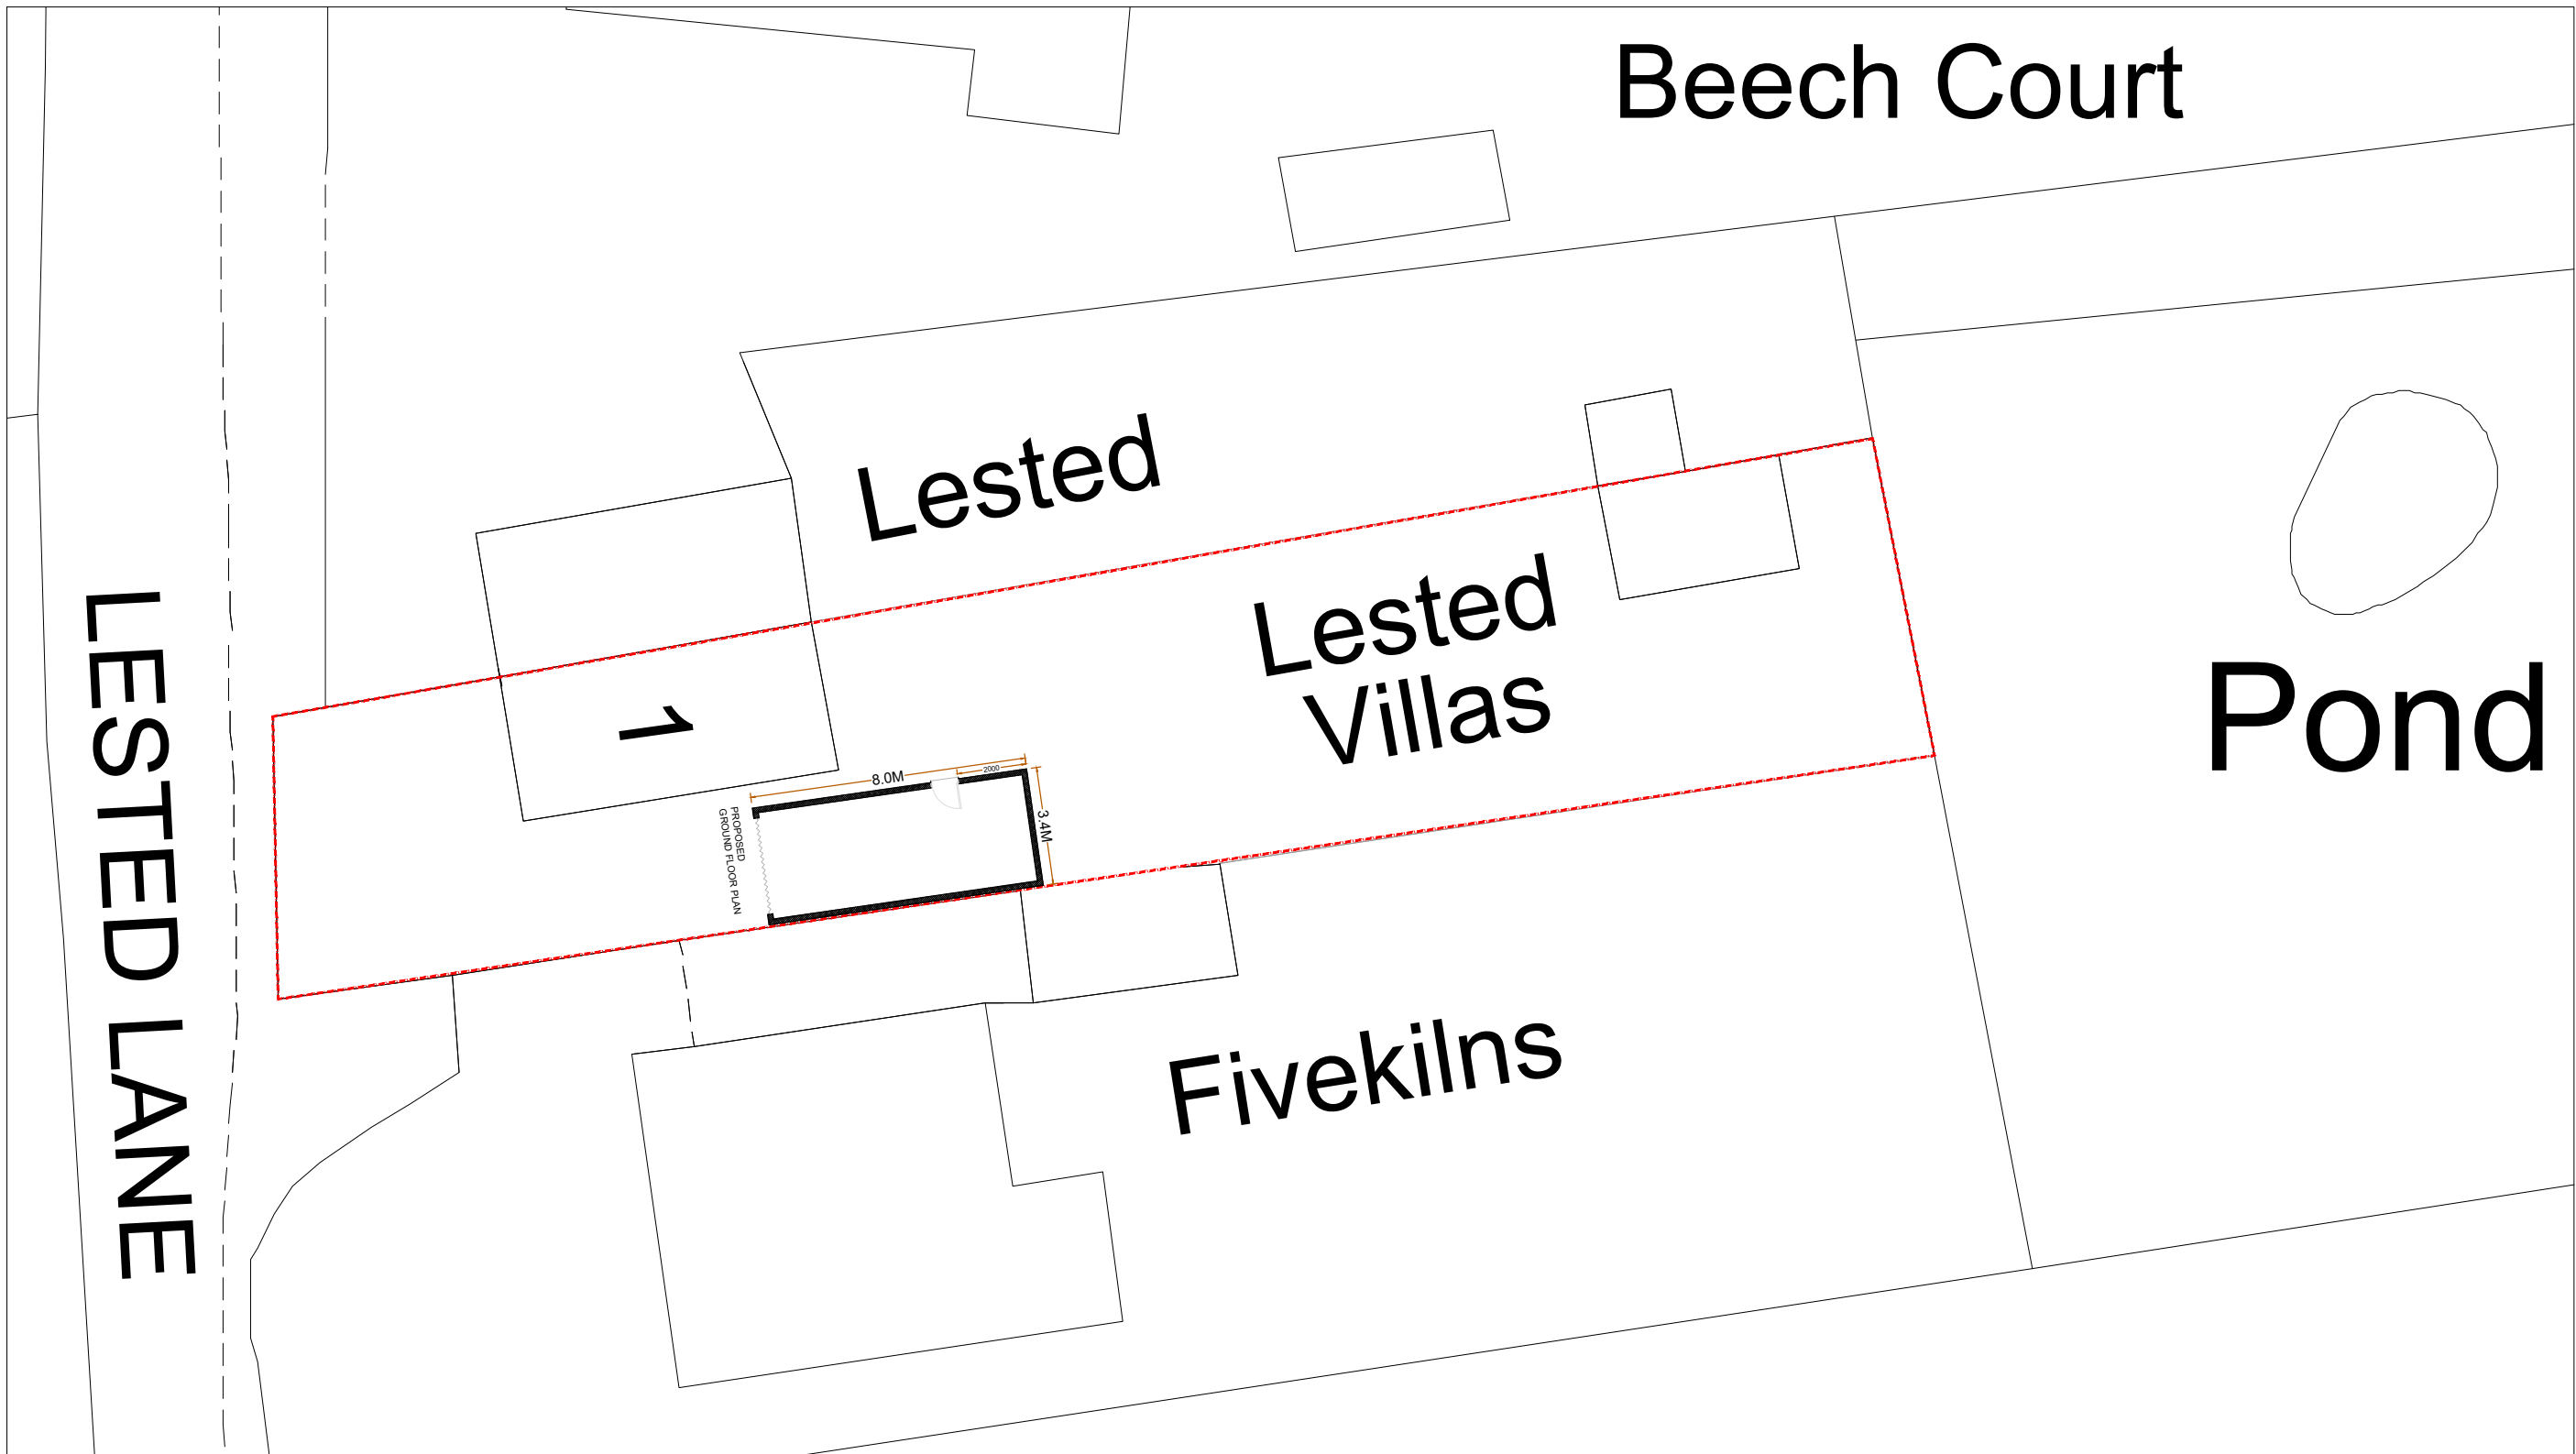 Beech Court
Lested
Lested
Villas
Pond
LESTED LANE
1
8.0M
2000
3.4M
PROPOSED
GROUND FLOOR PLAN
Fivekilns